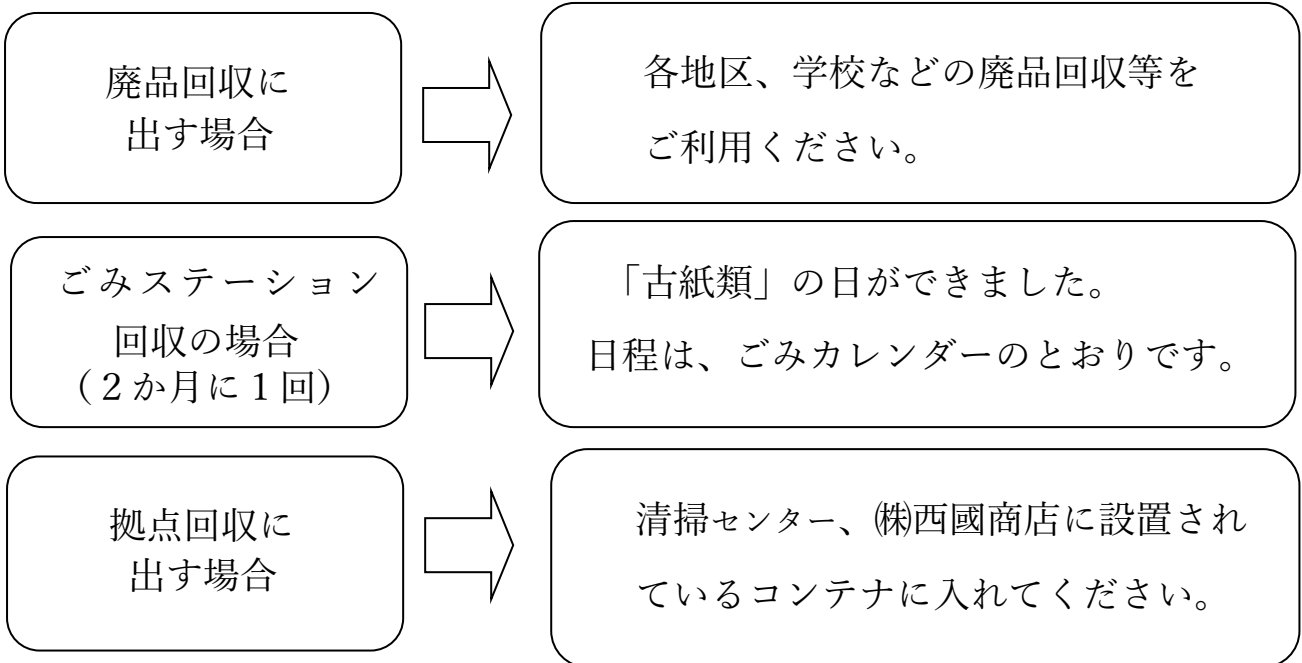 廃品回収に
出す場合
各地区、学校などの廃品回収等を
ご利用ください。
ごみステーション
回収の場合
（２か月に１回）
「古紙類」の日ができました。
日程は、ごみカレンダーのとおりです。
拠点回収に
出す場合
清掃センター、㈱西國商店に設置され
ているコンテナに入れてください。